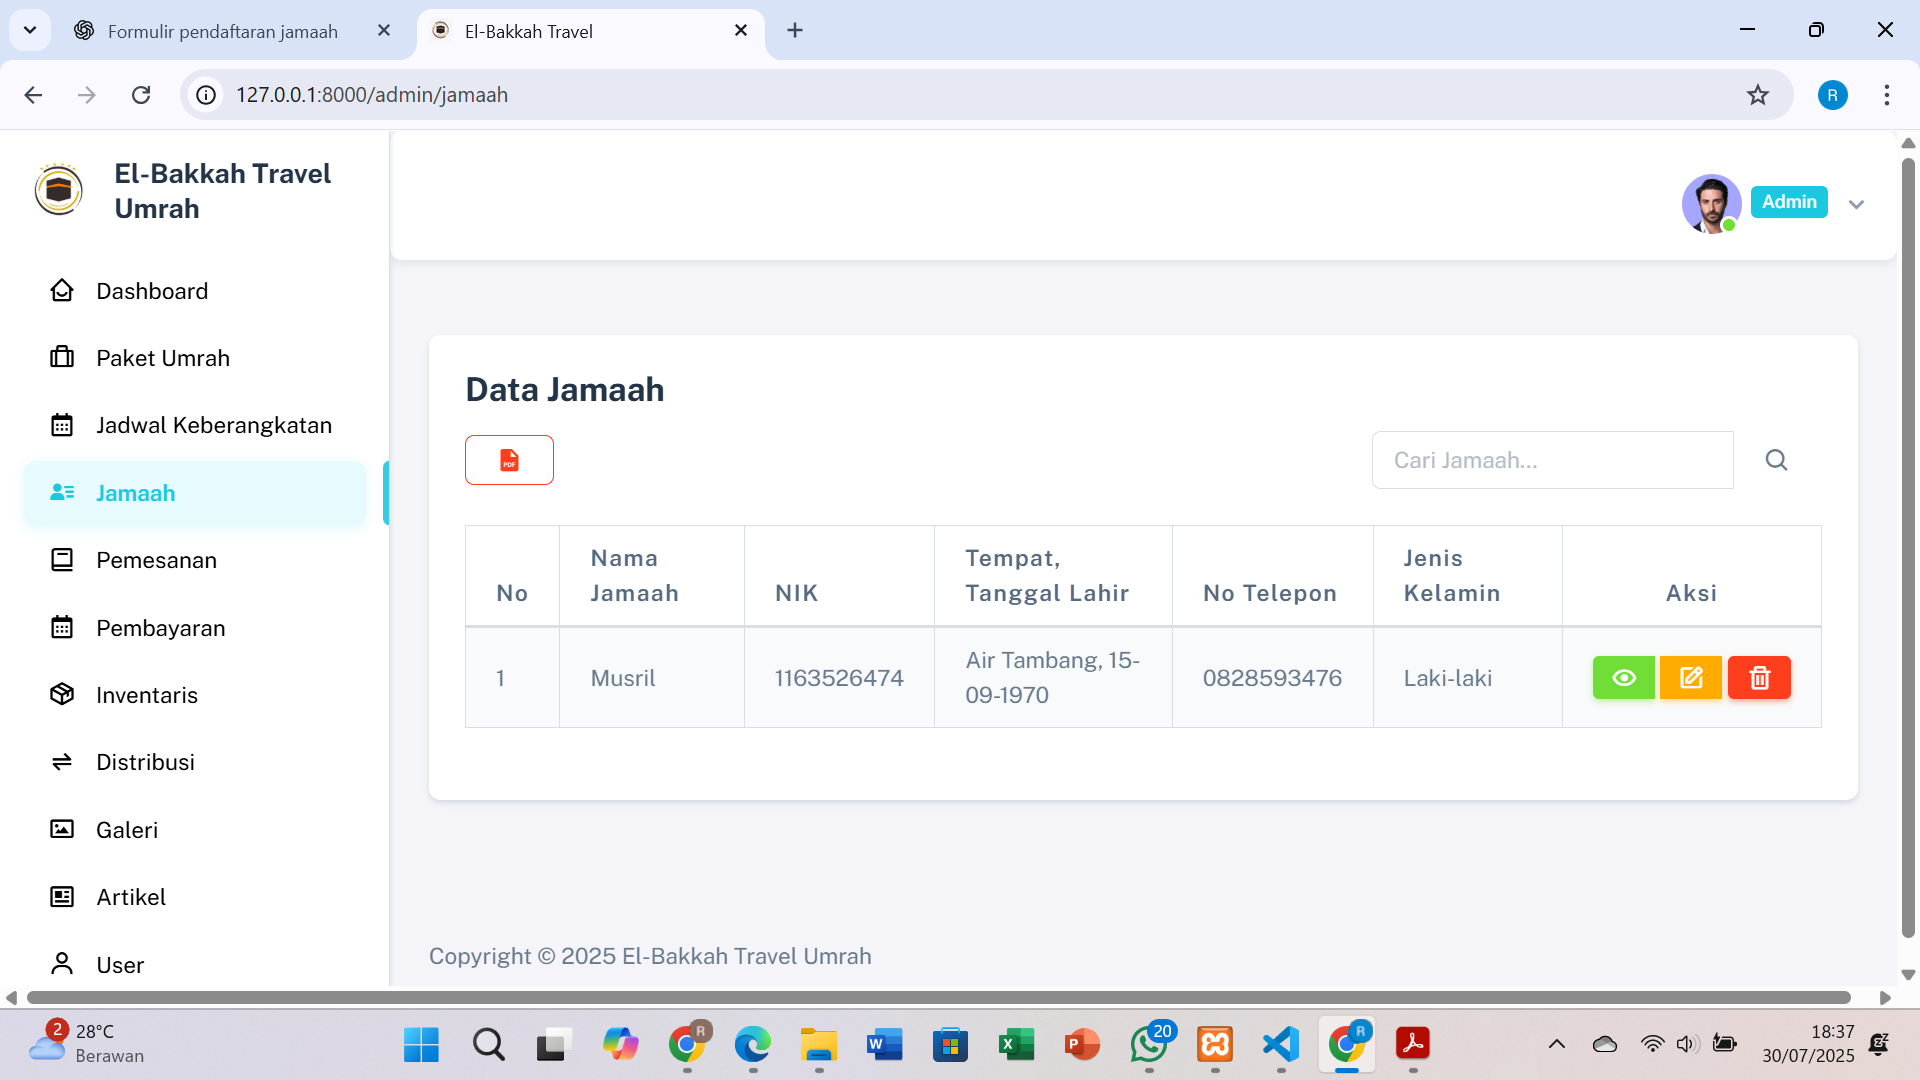 Formulir pendaftaran jamaah
El-Bakkah Travel
127.0.0.1:8000/admin/jamaah
R
El-Bakkah Travel
Umrah
Admin
Dashboard
Paket Umrah
Jadwal Keberangkatan
Jamaah
Pemesanan
Pembayaran
Inventaris
Distribusi
Galeri
Artikel
User
Data Jamaah
PDF
Cari Jamaah...
No
Nama
Jamaah
NIK
Tempat,
Tanggal Lahir
No Telepon
Jenis
Kelamin
Aksi
1
Musril
1163526474
Air Tambang, 15-
09-1970
0828593476
Laki-laki
Copyright © 2025 El-Bakkah Travel Umrah
2
28°C
Berawan
R
W
X
P
20
R
18:37
30/07/2025